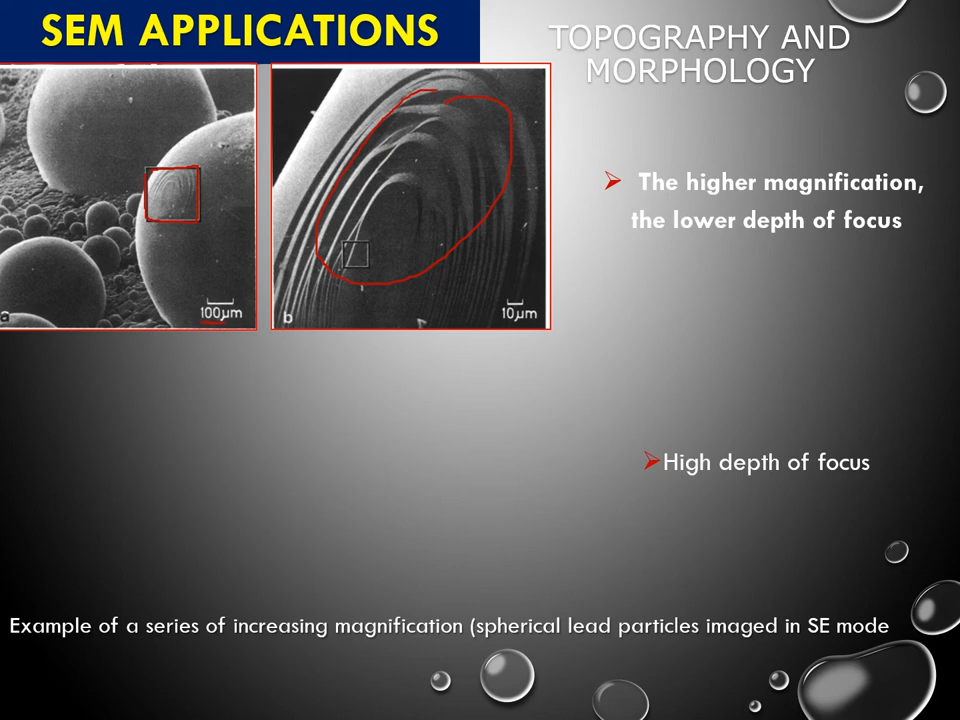 SEM APPLICATIONS
TOPOGRAPHY AND
MORPHOLOGY
a
100μm
b
10μm
The higher magnification,
the lower depth of focus
High depth of focus
Example of a series of increasing magnification (spherical lead particles imaged in SE mode